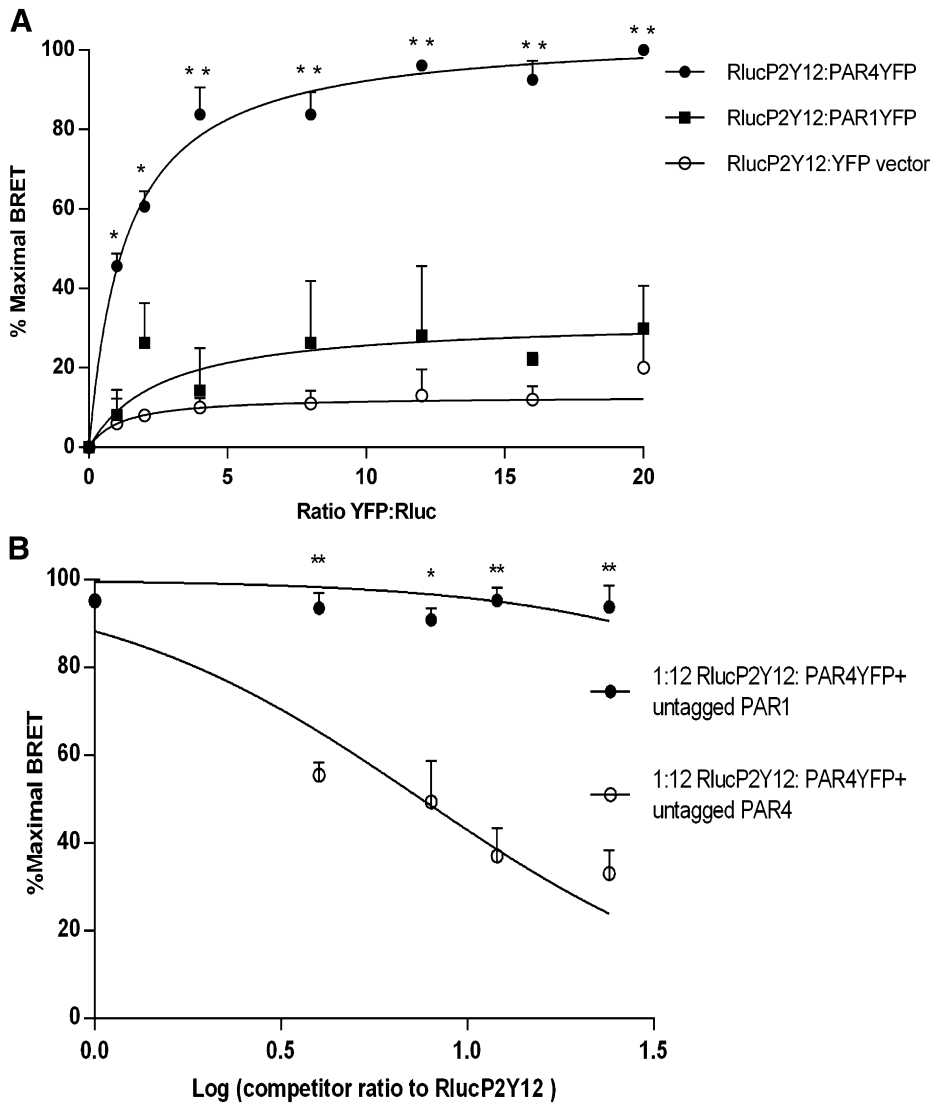 A
100
80
60
40
20
0
0
5
10
15
20
% Maximal BRET
Ratio YFP:Rluc
*
*
* *
* *
* *
* *
* *
RlucP2Y12:PAR4YFP
RlucP2Y12:PAR1YFP
RlucP2Y12:YFP vector
B
100
80
60
40
20
0
0.0
0.5
1.0
1.5
%Maximal BRET
Log (competitor ratio to RlucP2Y12 )
**
*
**
**
1:12 RlucP2Y12: PAR4YFP+
untagged PAR1
1:12 RlucP2Y12: PAR4YFP+
untagged PAR4